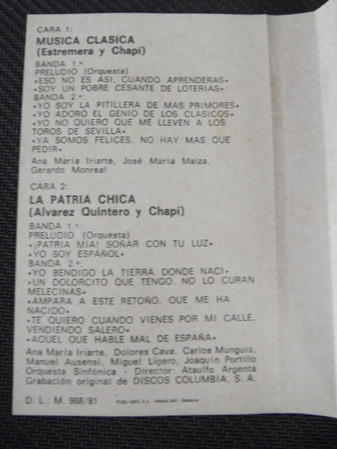 CARA 1:
MUSICA CLASICA
(Estremera y Chapí)
BANDA 1.ª:
PRELUDIO (Orquesta)
«ESO NO ES ASI, CUANDO APRENDERAS»
«SOY UN POBRE CESANTE DE LOTERIAS»
BANDA 2.ª:
«YO SOY LA PITILLERA DE MAS PRIMORES»
«YO ADORO EL GENIO DE LOS CLASICOS»
«YO NO QUIERO QUE ME LLEVEN A LOS
TOROS DE SEVILLA»
«YA SOMOS FELICES, NO HAY MAS QUE
PEDIR»
Ana María Iriarte, José María Maiza,
Gerardo Monreal
CARA 2:
LA PATRIA CHICA
(Alvarez Quintero y Chapí)
BANDA 1.ª:
PRELUDIO (Orquesta)
«¡PATRIA MIA! SOÑAR CON TU LUZ»
«YO SOY ESPAÑOL»
BANDA 2.ª:
«YO BENDIGO LA TIERRA DONDE NACI»
«UN DOLORCITO QUE TENGO, NO LO CURAN
MELECINAS»
«AMPARA A ESTE RETOÑO, QUE ME HA
NACIDO»
«TE QUIERO CUANDO VIENES POR MI CALLE,
VENDIENDO SALERO»
«AQUEL QUE HABLE MAL DE ESPAÑA»
Ana María Iriarte, Dolores Cava, Carlos Munguía,
Manuel Ausensi, Miguel Ligero, Joaquín Portillo
Orquesta Sinfónica - Director: Ataulfo Argenta
Grabación original de DISCOS COLUMBIA, S. A.
D. L.: M. 968/81